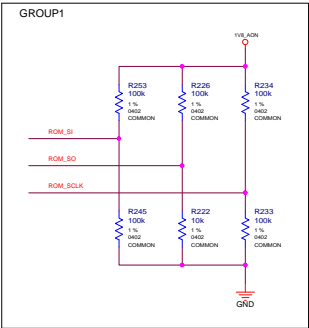 GROUP1
1V8_AON
R253
100k
1 %
0402
COMMON
R226
100k
1 %
0402
COMMON
R234
100k
1 %
0402
COMMON
ROM_SI
ROM_SO
ROM_SCLK
R245
100k
1 %
0402
COMMON
R222
10k
1 %
0402
COMMON
R233
100k
1 %
0402
COMMON
GND